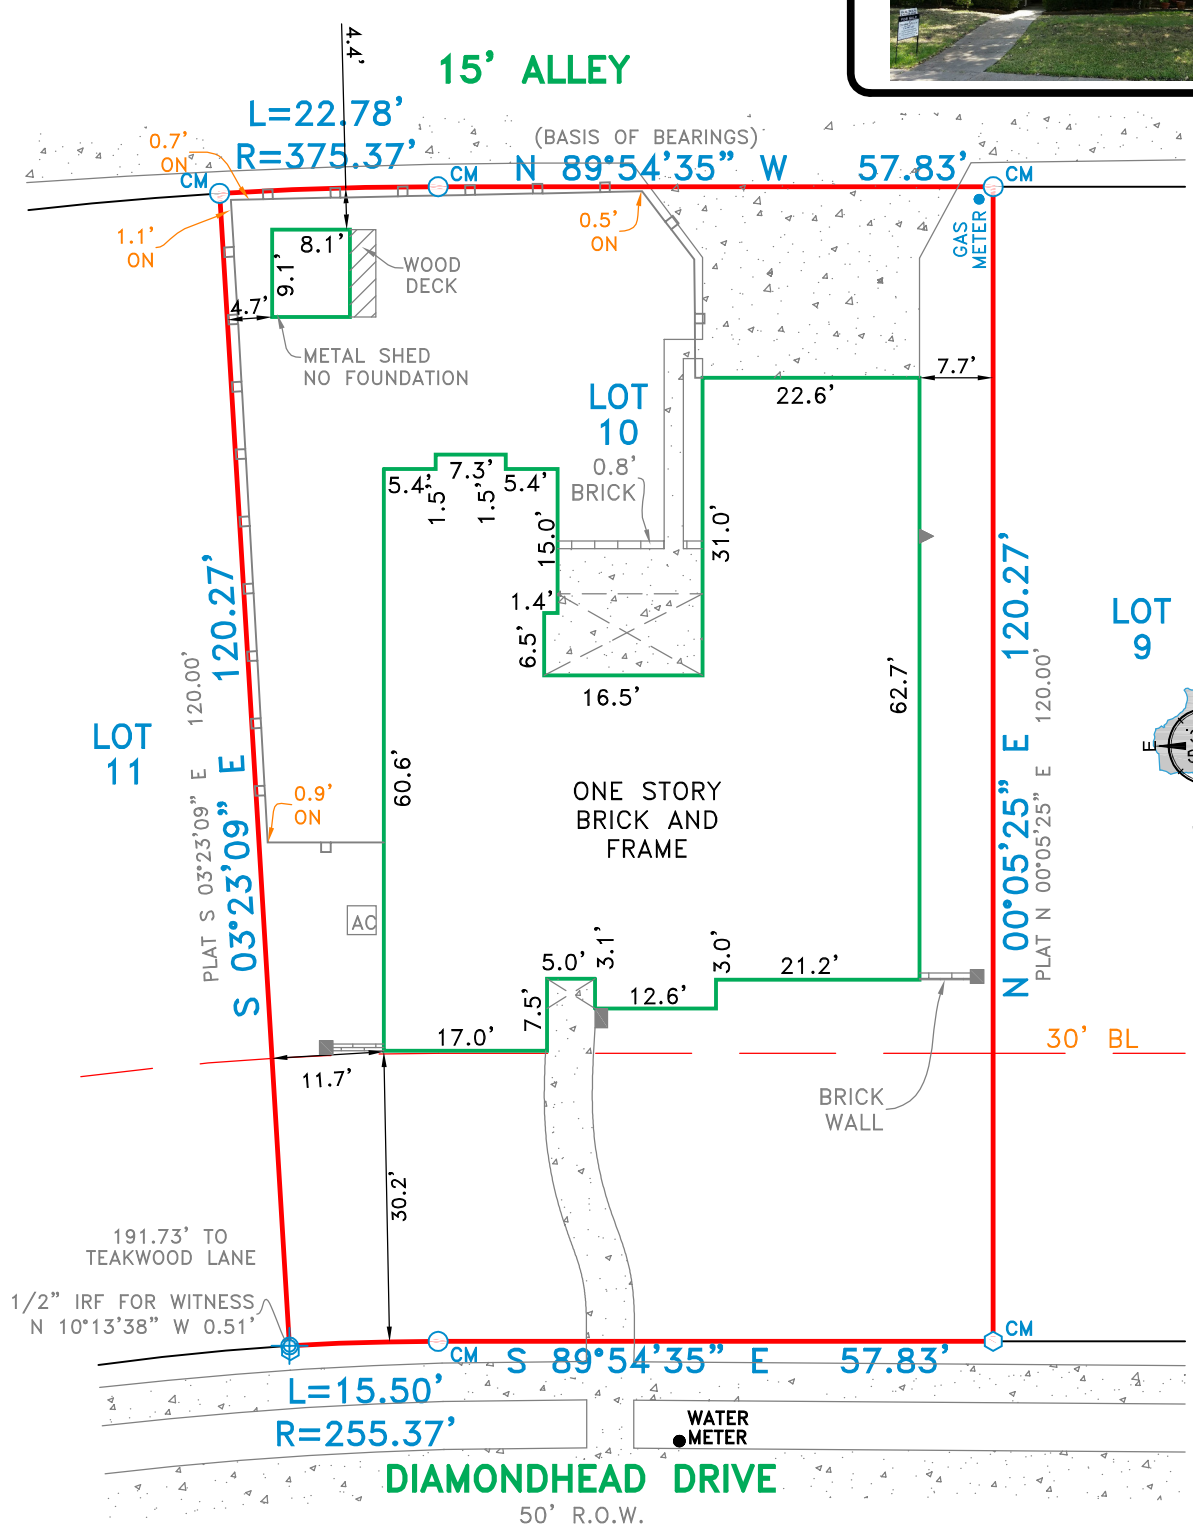 4.4'
15' ALLEY
L=22.78'
R=375.37'
(BASIS OF BEARINGS)
N 89°54'35" W 57.83'
0.7'
ON
CM
CM
CM
1.1'
ON
0.5'
ON
GAS
METER
8.1'
9.1'
WOOD
DECK
4.7'
METAL SHED
NO FOUNDATION
7.7'
22.6'
LOT
10
0.8'
BRICK
5.4'
7.3'
5.4'
1.5'
1.5'
15.0'
31.0'
1.4'
6.5'
16.5'
62.7'
60.6'
LOT
9
LOT
11
S 03°23'09" E 120.27'
PLAT S 03°23'09" E 120.00'
N 00°05'25" E 120.27'
PLAT N 00°05'25" E 120.00'
E
ONE STORY
BRICK AND
FRAME
0.9'
ON
AC
5.0'
3.1'
3.0'
21.2'
12.6'
7.5'
17.0'
11.7'
30' BL
BRICK
WALL
30.2'
191.73' TO
TEAKWOOD LANE
1/2" IRF FOR WITNESS
N 10°13'38" W 0.51'
CM
CM
S 89°54'35" E 57.83'
L=15.50'
R=255.37'
WATER
METER
DIAMONDHEAD DRIVE
50' R.O.W.